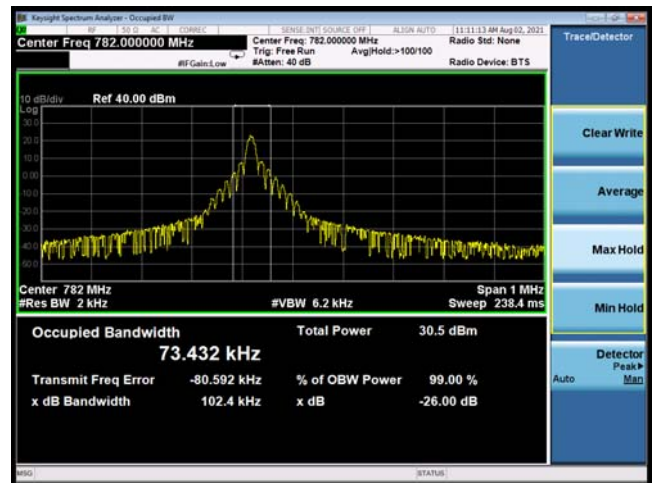 Keysight Spectrum Analyzer - Occupied BW
RF 50 Ω AC CORREC SENSE:INT SOURCE OFF ALIGN AUTO 11:11:13 AM Aug 02, 2021
Center Freq 782.000000 MHz
Center Freq: 782.000000 MHz
Radio Std: None
Trig: Free Run Avg|Hold:>100/100
#IFGain:Low #Atten: 40 dB Radio Device: BTS
Trace/Detector
10 dB/div Ref 40.00 dBm
Log
30.0
20.0
10.0
0.00
10.0
20.0
30.0
40.0
50.0
Center 782 MHz Span 1 MHz
#Res BW 2 kHz #VBW 6.2 kHz Sweep 238.4 ms
Occupied Bandwidth Total Power 30.5 dBm
73.432 kHz
Transmit Freq Error -80.592 kHz % of OBW Power 99.00 %
x dB Bandwidth 102.4 kHz x dB -26.00 dB
Clear Write
Average
Max Hold
Min Hold
Detector
Peak▶
Auto Man
MSG STATUS